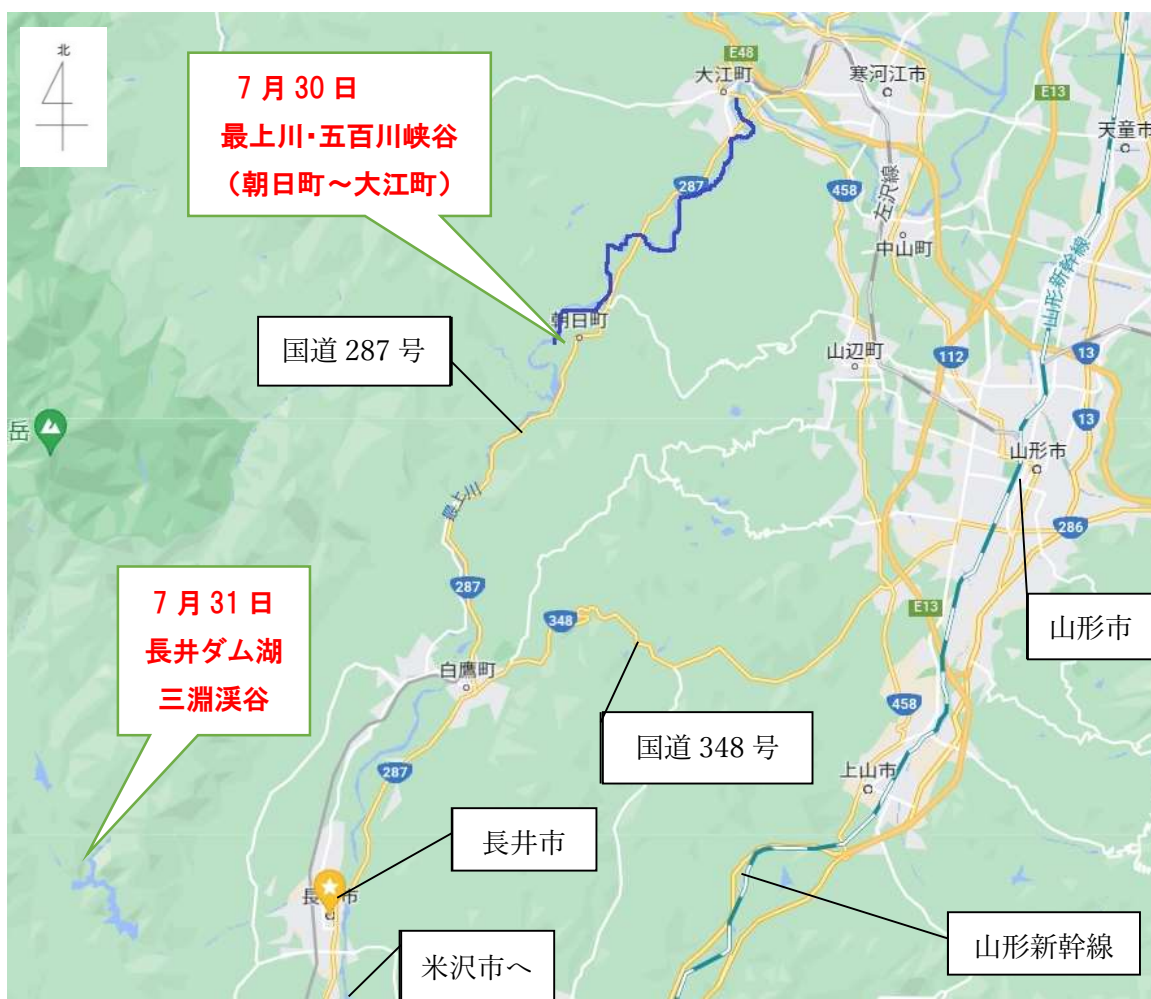 北
7月30日
最上川・五百川峡谷
（朝日町～大江町）
E48
大江町
寒河江市
E13
天童市
287
458
左沢線
中山町
山形新幹線
国道 287 号
朝日町
山辺町
112
13
岳
13
山形市
最上川
286
287
348
E13
山形市
7月31日
長井ダム湖
三淵渓谷
白鷹町
458
国道 348 号
287
上山市
長井市
長
市
山形新幹線
米沢市へ